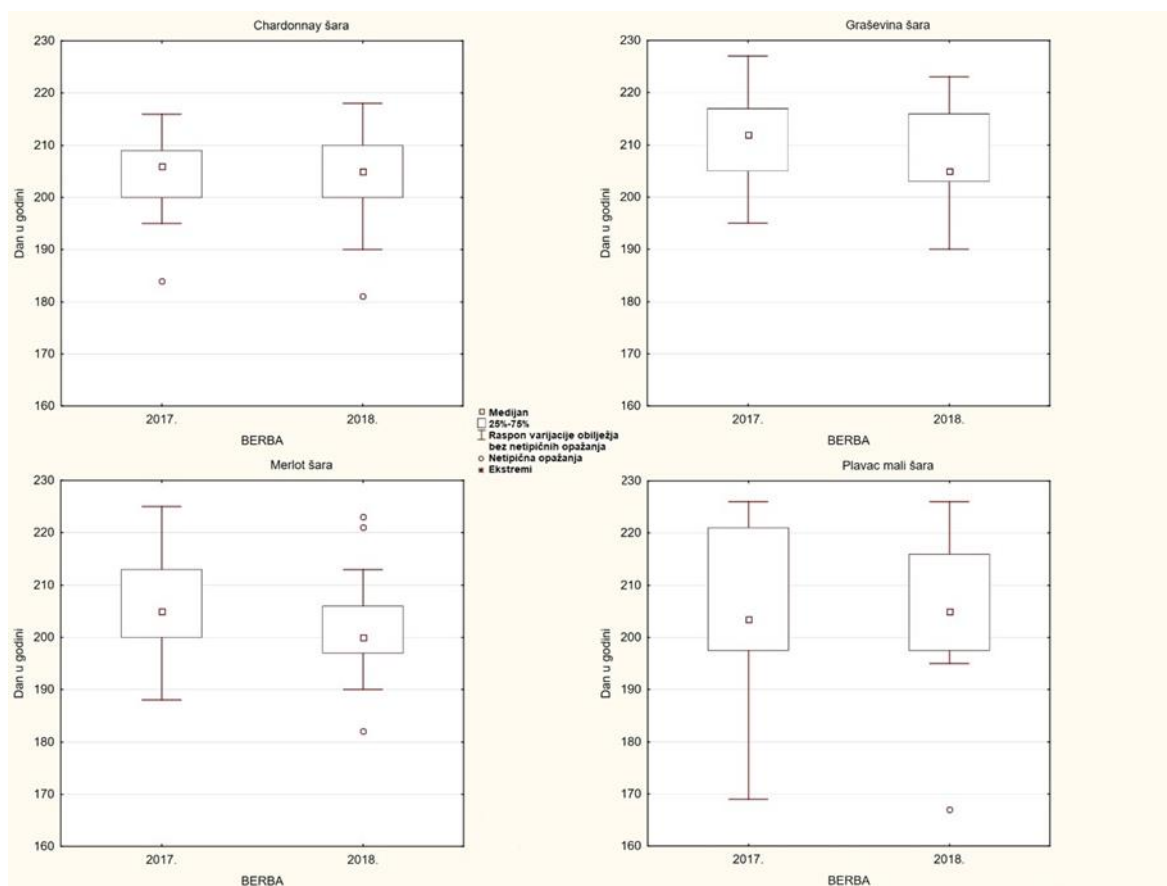 Chardonnay šara
230
220
210
200
190
180
170
160
Dan u godini
2017.
2018.
BERBA
Graševina šara
230
220
210
200
190
180
170
160
Dan u godini
2017.
2018.
BERBA
Medijan
25%-75%
Raspon varijacije obilježja
bez netipičnih opažanja
Netipična opažanja
Ekstremi
Merlot šara
230
220
210
200
190
180
170
160
Dan u godini
2017.
2018.
BERBA
Plavac mali šara
230
220
210
200
190
180
170
160
Dan u godini
2017.
2018.
BERBA